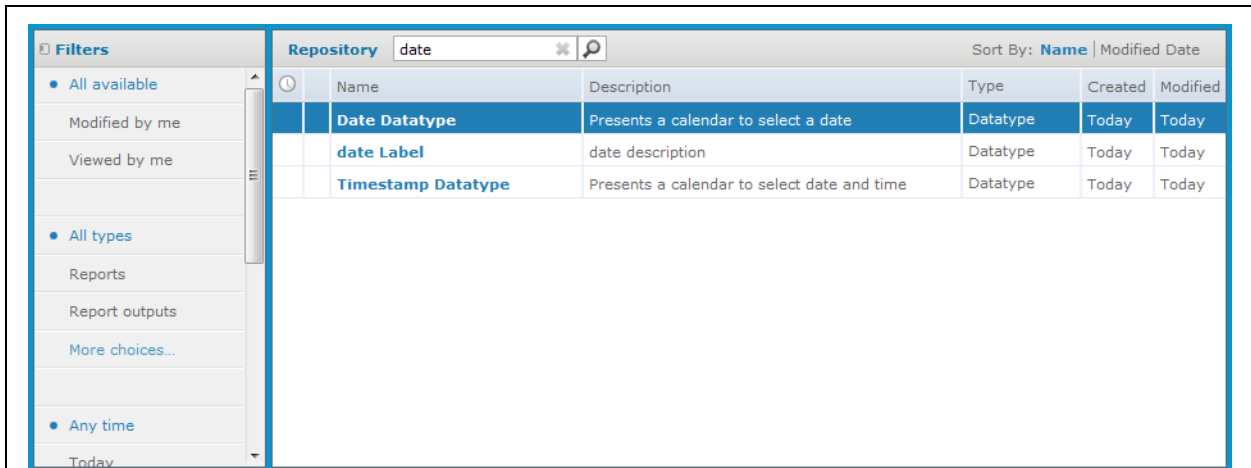 Filters
All available
Modified by me
Viewed by me
All types
Reports
Report outputs
More choices...
Any time
Today
Repository date Sort By: Name | Modified Date
Name Description Type Created Modified
Date Datatype Presents a calendar to select a date Datatype Today Today
date Label date description Datatype Today Today
Timestamp Datatype Presents a calendar to select date and time Datatype Today Today